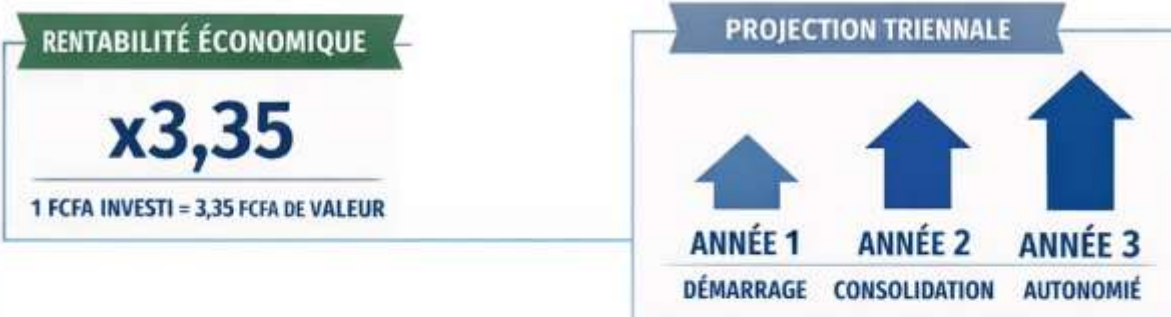 RENTABILITÉ ÉCONOMIQUE
x3,35
1 FCFA INVESTI = 3,35 FCFA DE VALEUR
PROJECTION TRIENNALE
ANNÉE 1 ANNÉE 2 ANNÉE 3
DÉMARRAGE CONSOLIDATION AUTONOMIÉ